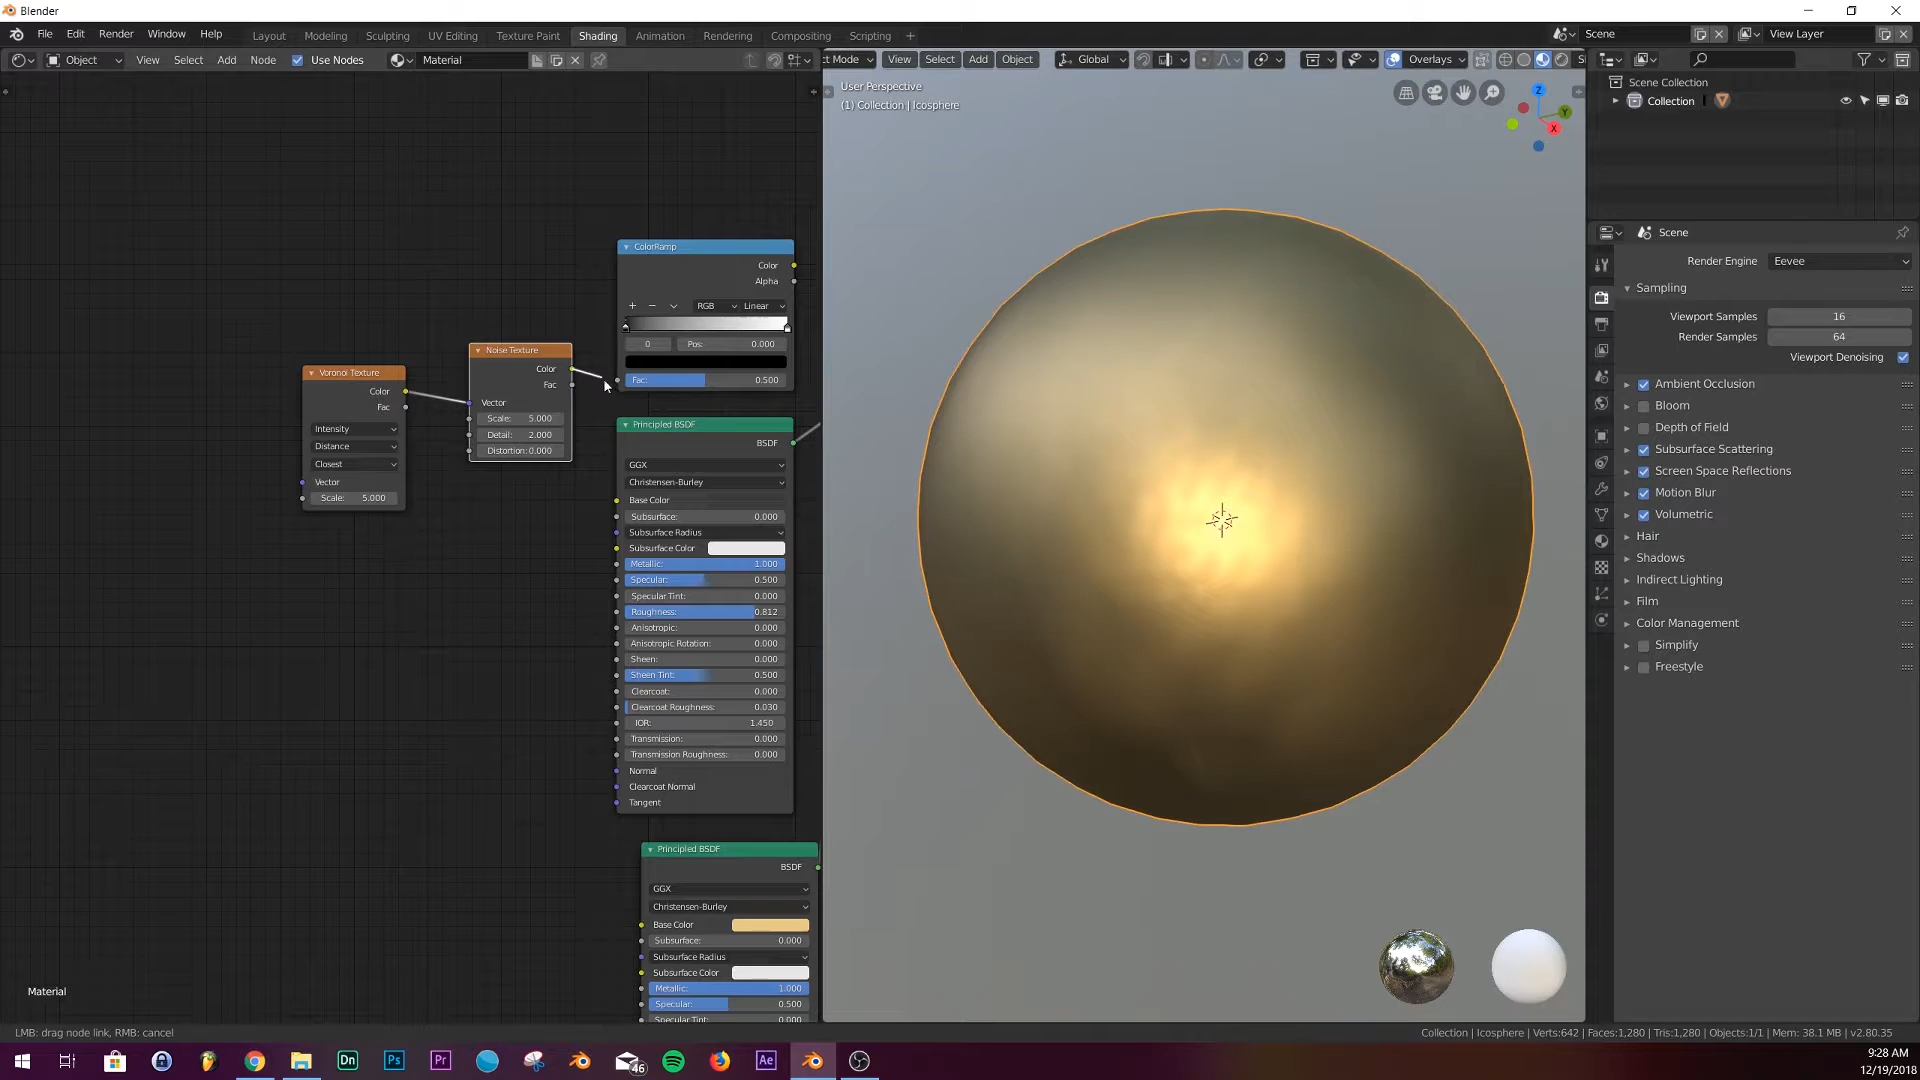 Blender
File Edit Render Window Help Layout Modeling Sculpting UV Editing Texture Paint Shading Animation Rendering Compositing Scripting + Scene View Layer
Object View Select Add Node Use Nodes Material
t Mode View Select Add Object Global Overlays S
User Perspective
(1) Collection | Icosphere
Z
Y
X
Scene Collection
Collection
Scene
Render Engine Eevee
Sampling
Viewport Samples 16
Render Samples 64
Viewport Denoising
Ambient Occlusion
Bloom
Depth of Field
Subsurface Scattering
Screen Space Reflections
Motion Blur
Volumetric
Hair
Shadows
Indirect Lighting
Film
Color Management
Simplify
Freestyle
ColorRamp
Color
Alpha
+ − RGB Linear
0 Pos: 0.000
Fac: 0.500
Noise Texture
Color
Fac
Vector
Scale: 5.000
Detail: 2.000
Distortion: 0.000
Voronoi Texture
Color
Fac
Intensity
Distance
Closest
Vector
Scale: 5.000
Principled BSDF
BSDF
GGX
Christensen-Burley
Base Color
Subsurface: 0.000
Subsurface Radius
Subsurface Color
Metallic: 1.000
Specular: 0.500
Specular Tint: 0.000
Roughness: 0.812
Anisotropic: 0.000
Anisotropic Rotation: 0.000
Sheen: 0.000
Sheen Tint: 0.500
Clearcoat: 0.000
Clearcoat Roughness: 0.030
IOR: 1.450
Transmission: 0.000
Transmission Roughness: 0.000
Normal
Clearcoat Normal
Tangent
Principled BSDF
BSDF
GGX
Christensen-Burley
Base Color
Subsurface: 0.000
Subsurface Radius
Subsurface Color
Metallic: 1.000
Specular: 0.500
Specular Tint: 0.000
Material
LMB: drag node link, RMB: cancel
Collection | Icosphere | Verts:642 | Faces:1,280 | Tris:1,280 | Objects:1/1 | Mem: 38.1 MB | v2.80.35
Dn Ps Pr 46 Ae
9:28 AM
12/19/2018